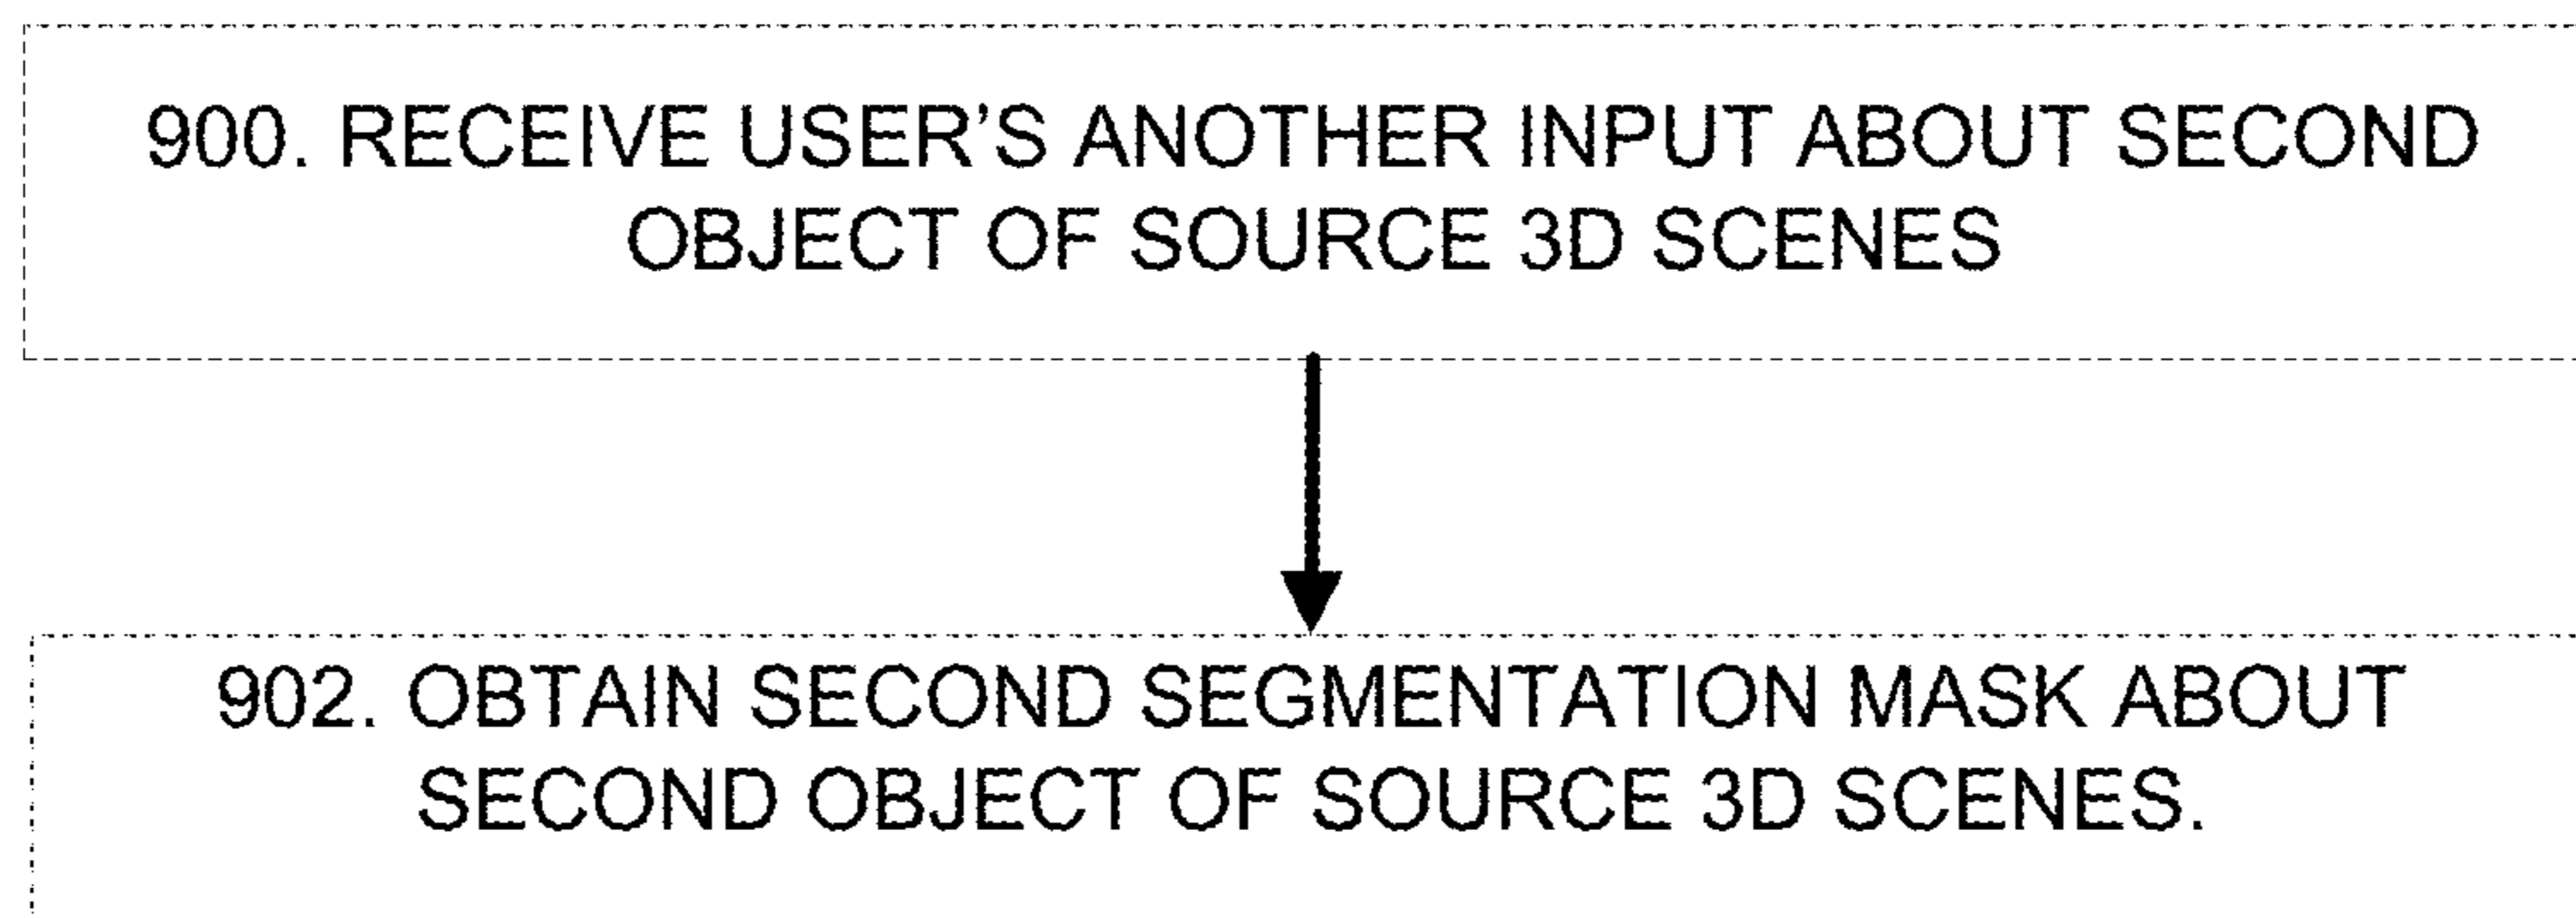 900. RECEIVE USER’S ANOTHER INPUT ABOUT SECOND
OBJECT OF SOURCE 3D SCENES
902. OBTAIN SECOND SEGMENTATION MASK ABOUT
SECOND OBJECT OF SOURCE 3D SCENES.